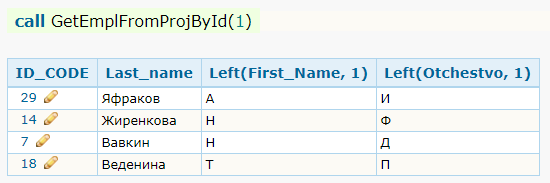 call GetEmplFromProjById(1)
ID_CODE Last_name Left(First_Name, 1) Left(Otchestvo, 1)
29 Яфраков А И
14 Жиренкова Н Ф
7 Вавкин Н Д
18 Веденина Т П